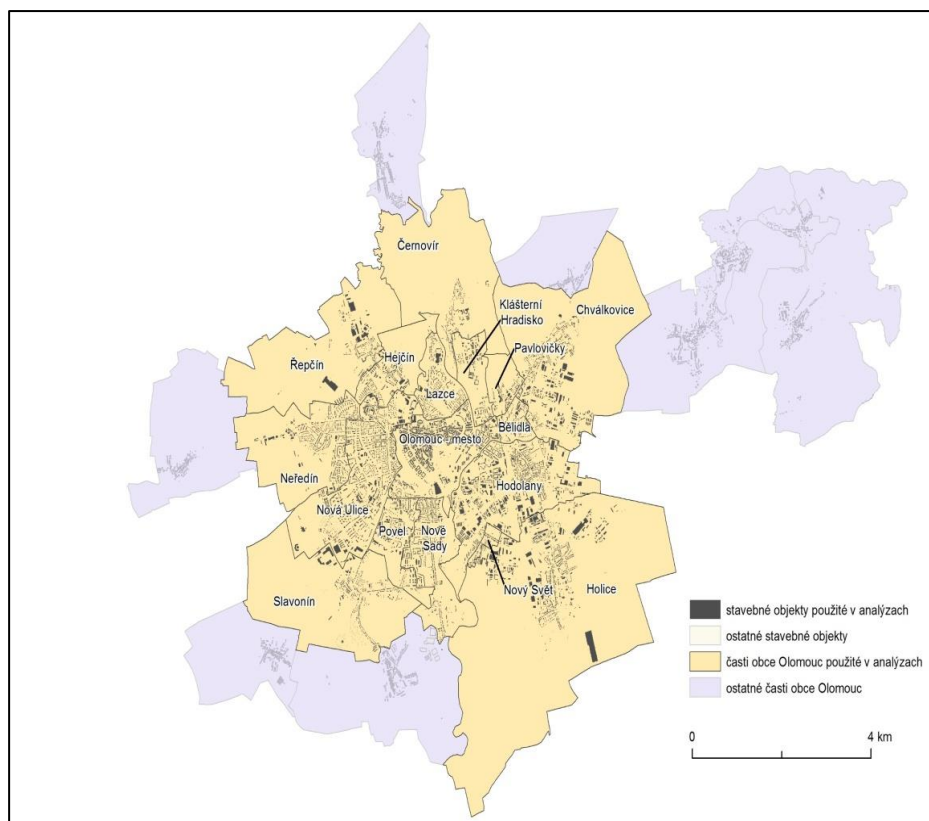 Černovír
Klášterní
Hradisko
Chválkovice
Pavlovičky
Hejčín
Řepčín
Lazce
Bělidla
Olomouc - mesto
Neředín
Hodolany
Nová Ulice
Povel
Nové
Sady
Nový Svět
Holice
Slavonín
stavebné objekty použité v analýzach
ostatné stavebné objekty
časti obce Olomouc použité v analýzach
ostatné časti obce Olomouc
0 4 km